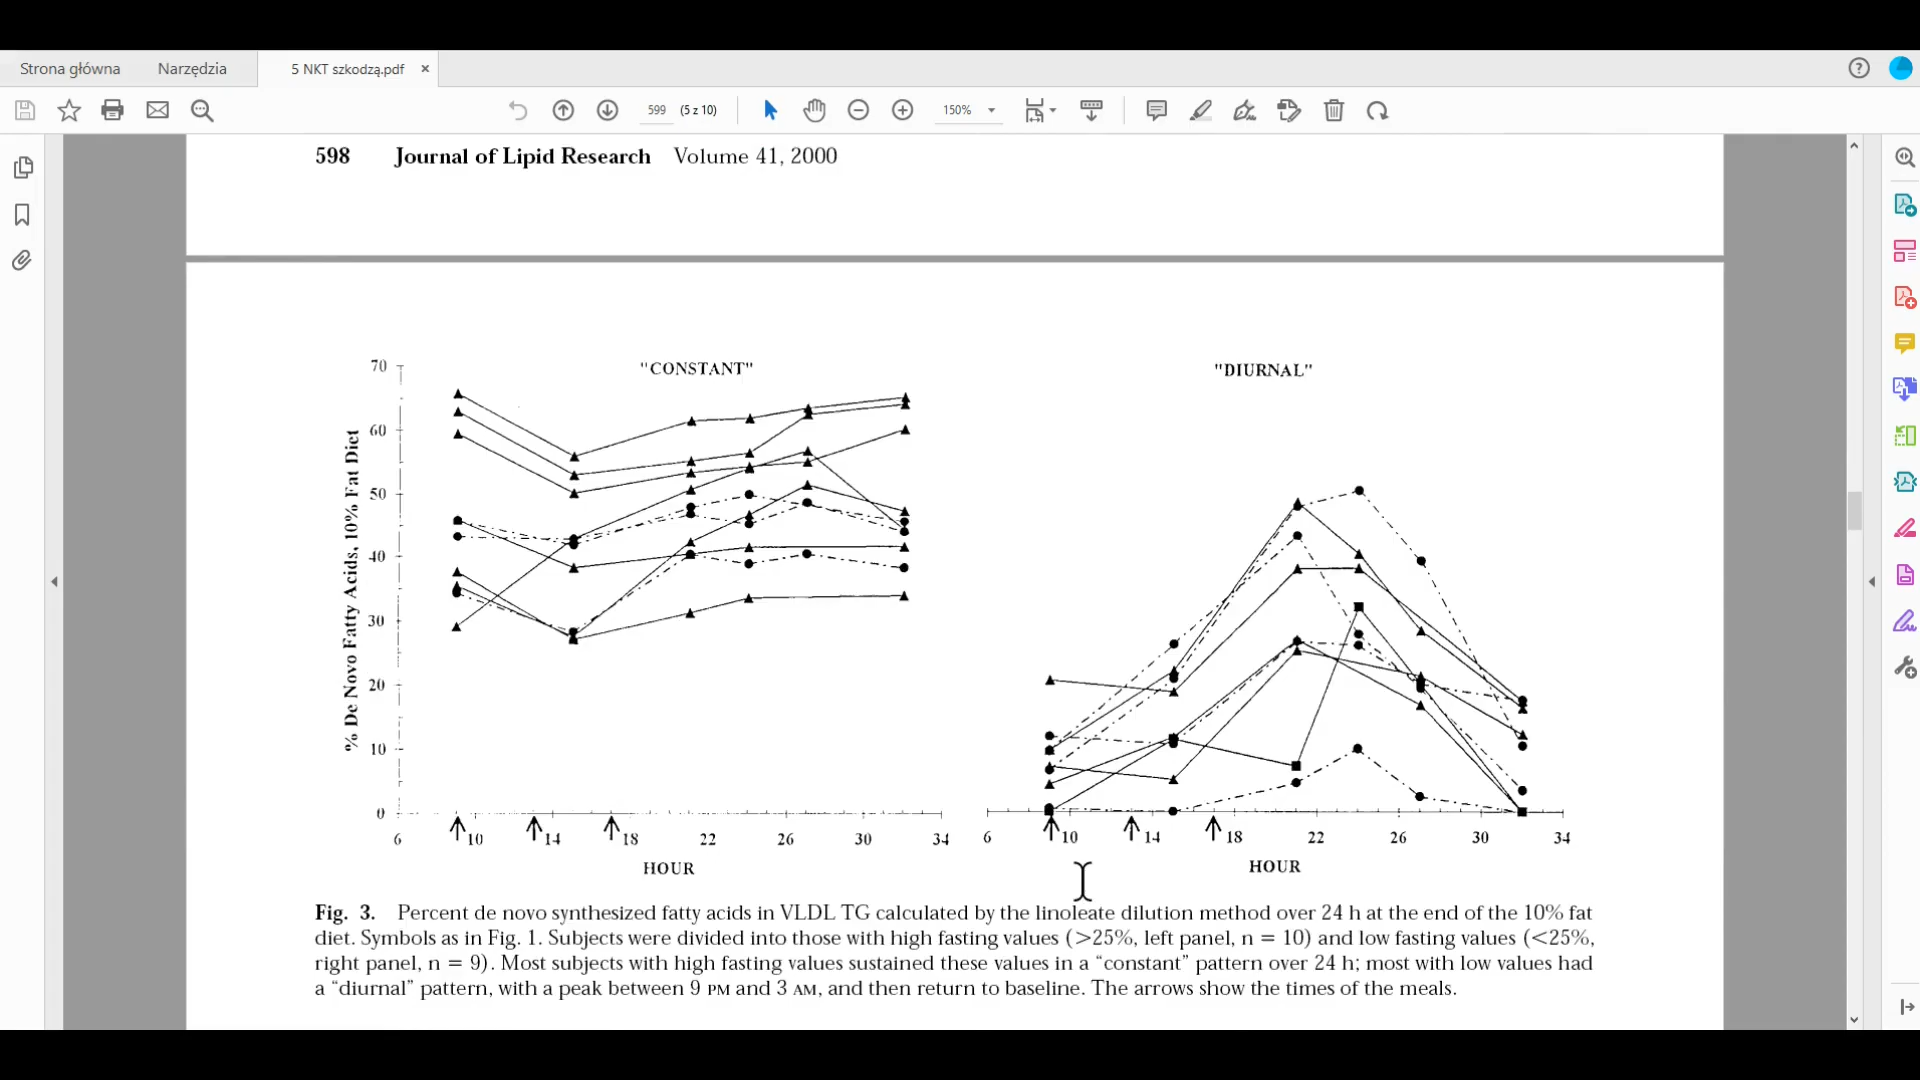 Strona główna
Narzędzia
5 NKT szkodzą.pdf
599 (5 z 10)
150%
598 Journal of Lipid Research Volume 41, 2000
"CONSTANT"
"DIURNAL"
% De Novo Fatty Acids, 10% Fat Diet
70
60
50
40
30
20
10
0
6 10 14 18 22 26 30 34
HOUR
6 10 14 18 22 26 30 34
HOUR
Fig. 3. Percent de novo synthesized fatty acids in VLDL TG calculated by the linoleate dilution method over 24 h at the end of the 10% fat
diet. Symbols as in Fig. 1. Subjects were divided into those with high fasting values (>25%, left panel, n = 10) and low fasting values (<25%,
right panel, n = 9). Most subjects with high fasting values sustained these values in a “constant” pattern over 24 h; most with low values had
a “diurnal” pattern, with a peak between 9 PM and 3 AM, and then return to baseline. The arrows show the times of the meals.